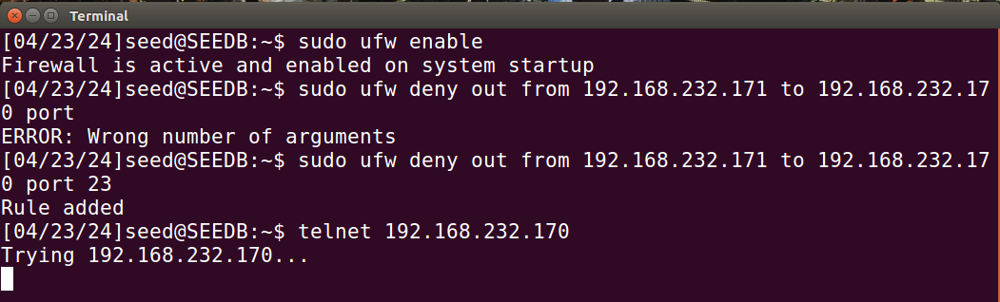 Terminal
[04/23/24]seed@SEEDB:~$ sudo ufw enable
Firewall is active and enabled on system startup
[04/23/24]seed@SEEDB:~$ sudo ufw deny out from 192.168.232.171 to 192.168.232.17
0 port
ERROR: Wrong number of arguments
[04/23/24]seed@SEEDB:~$ sudo ufw deny out from 192.168.232.171 to 192.168.232.17
0 port 23
Rule added
[04/23/24]seed@SEEDB:~$ telnet 192.168.232.170
Trying 192.168.232.170...